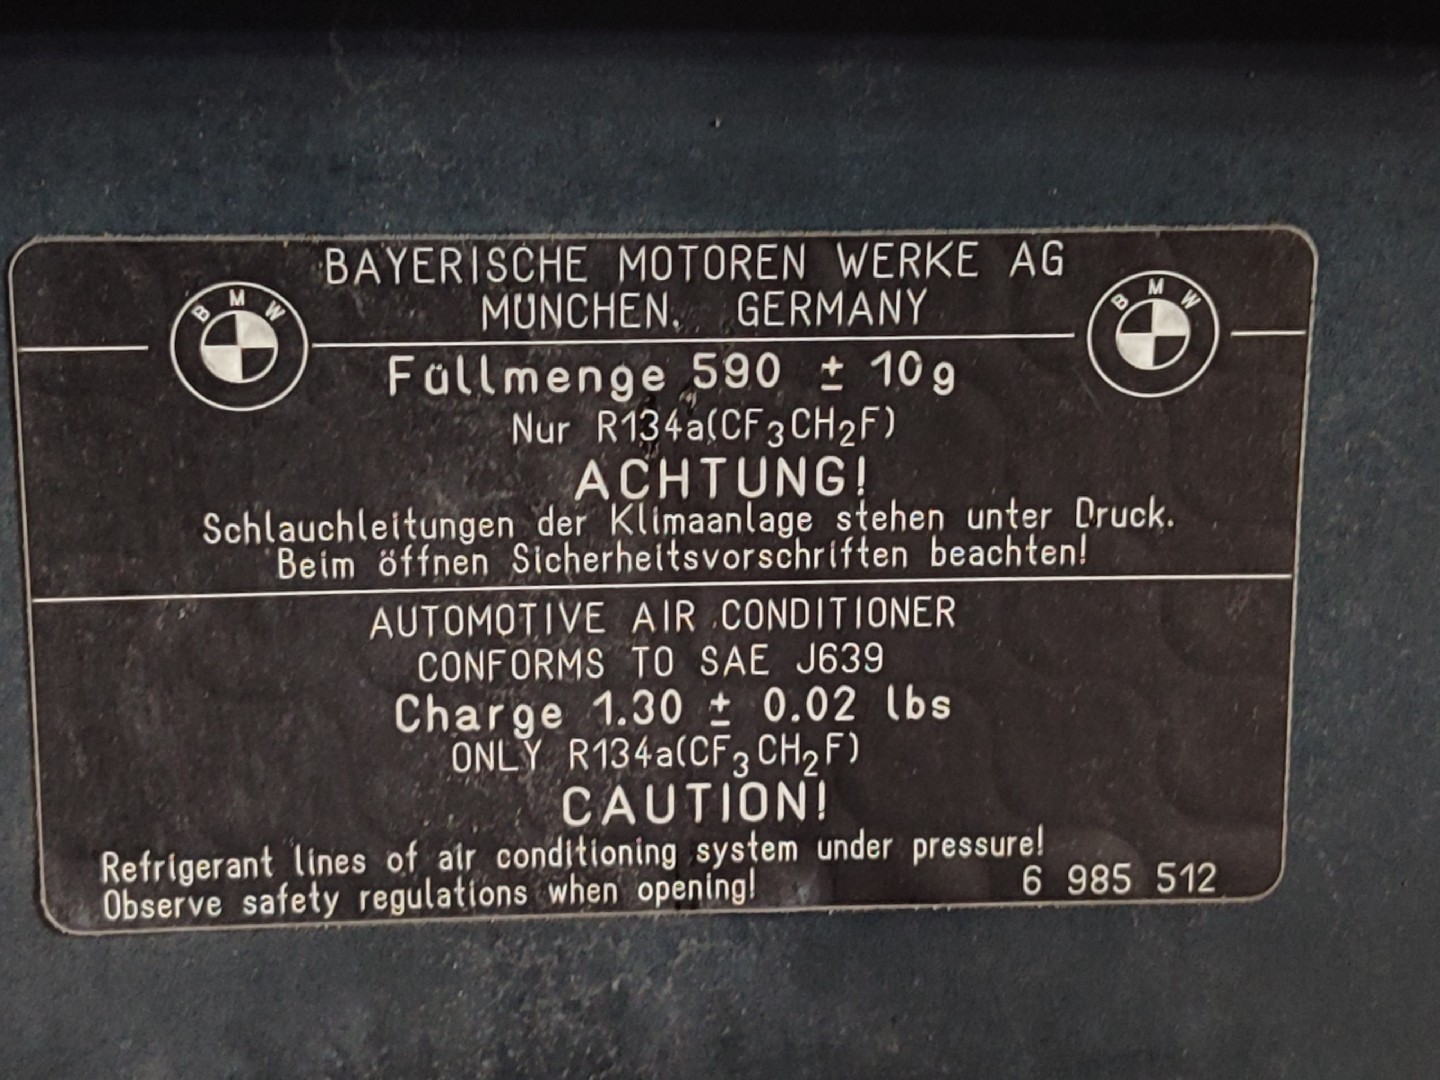 BAYERISCHE MOTOREN WERKE AG
MÜNCHEN, GERMANY
BMW
BMW
Füllmenge 590 ± 10g
Nur R134a(CF₃CH₂F)
ACHTUNG!
Schlauchleitungen der Klimaanlage stehen unter Druck.
Beim öffnen Sicherheitsvorschriften beachten!
AUTOMOTIVE AIR CONDITIONER
CONFORMS TO SAE J639
Charge 1.30 ± 0.02 lbs
ONLY R134a(CF₃CH₂F)
CAUTION!
Refrigerant lines of air conditioning system under pressure!
Observe safety regulations when opening!
6 985 512